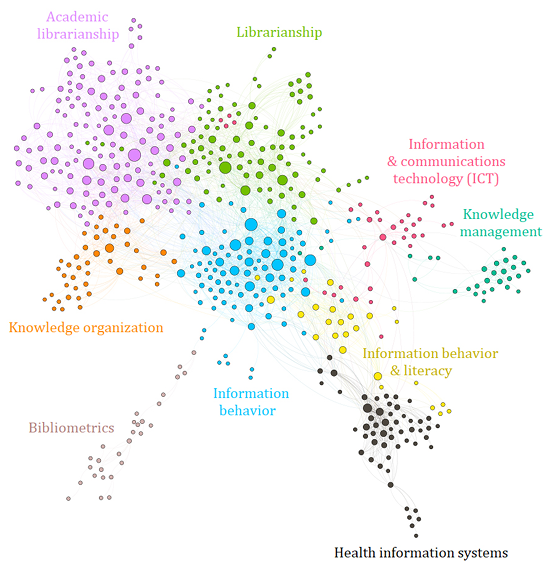 Academic
librarianship
Librarianship
Information
& communications
technology (ICT)
Knowledge
management
Knowledge organization
Information behavior
& literacy
Information
behavior
Bibliometrics
Health information systems